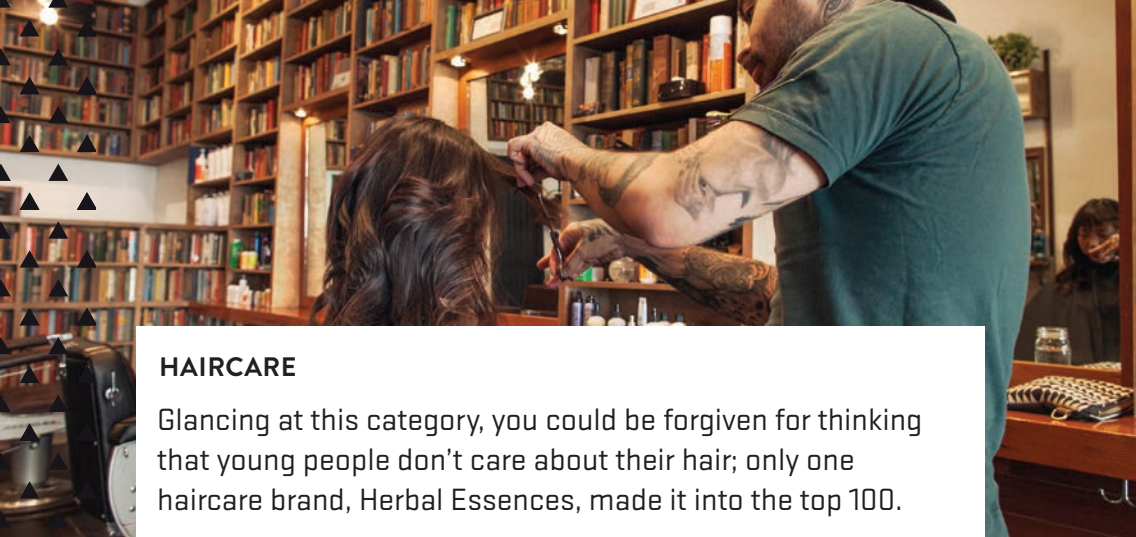 HAIRCARE
Glancing at this category, you could be forgiven for thinking
that young people don't care about their hair; only one
haircare brand, Herbal Essences, made it into the top 100.